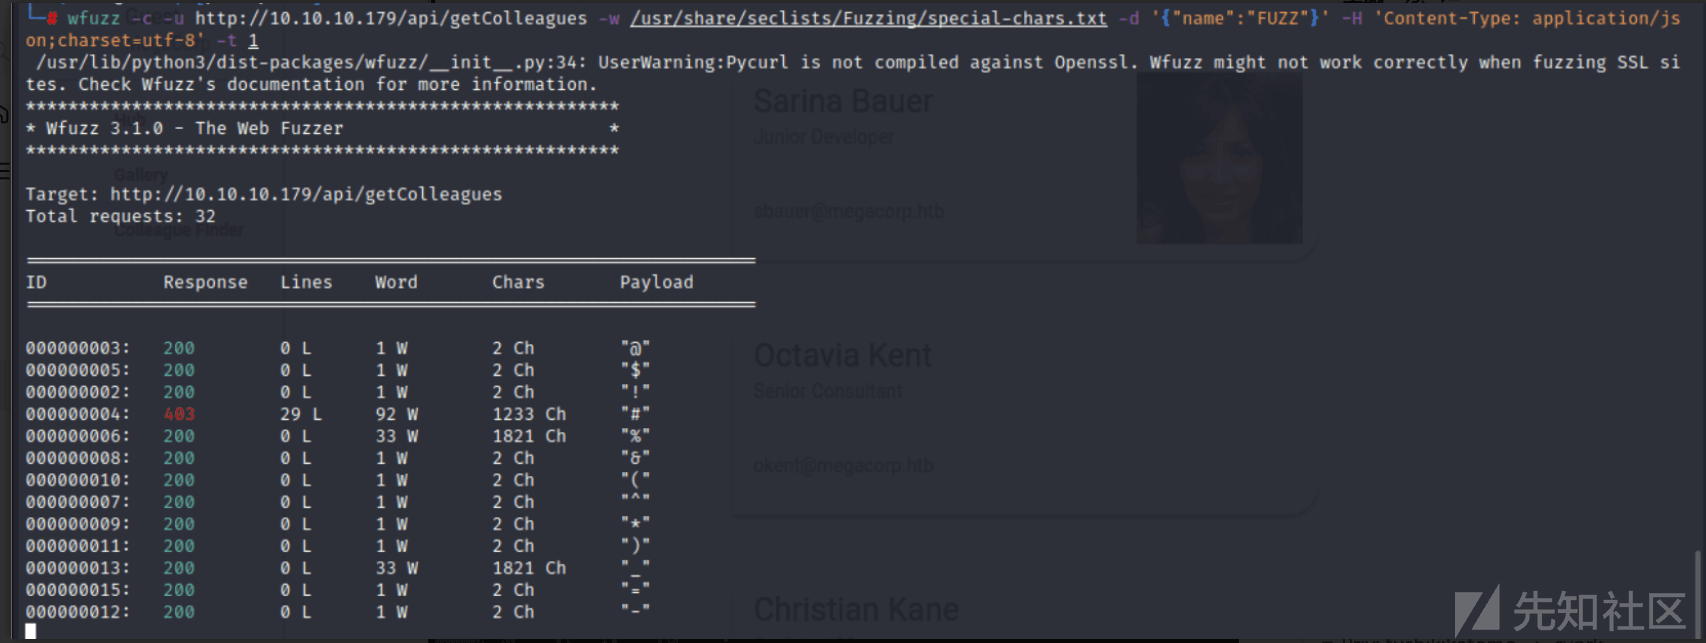 └─# wfuzz -c -u http://10.10.10.179/api/getColleagues -w /usr/share/seclists/Fuzzing/special-chars.txt -d '{"name":"FUZZ"}' -H 'Content-Type: application/js
on;charset=utf-8' -t 1
/usr/lib/python3/dist-packages/wfuzz/__init__.py:34: UserWarning:Pycurl is not compiled against Openssl. Wfuzz might not work correctly when fuzzing SSL si
tes. Check Wfuzz's documentation for more information.
********************************************************
* Wfuzz 3.1.0 - The Web Fuzzer                         *
********************************************************
Target: http://10.10.10.179/api/getColleagues
Total requests: 32
=====================================================================
ID           Response   Lines    Word       Chars       Payload
=====================================================================
000000003:   200        0 L      1 W        2 Ch        "@"
000000005:   200        0 L      1 W        2 Ch        "$"
000000002:   200        0 L      1 W        2 Ch        "!"
000000004:   403        29 L     92 W       1233 Ch     "#"
000000006:   200        0 L      33 W       1821 Ch     "%"
000000008:   200        0 L      1 W        2 Ch        "&"
000000010:   200        0 L      1 W        2 Ch        "("
000000007:   200        0 L      1 W        2 Ch        "^"
000000009:   200        0 L      1 W        2 Ch        "*"
000000011:   200        0 L      1 W        2 Ch        ")"
000000013:   200        0 L      33 W       1821 Ch     "_"
000000015:   200        0 L      1 W        2 Ch        "="
000000012:   200        0 L      1 W        2 Ch        "-"
Hub
Gallery
Colleague Finder
Sarina Bauer
Junior Developer
sbauer@megacorp.htb
Octavia Kent
Senior Consultant
okent@megacorp.htb
Christian Kane
先知社区